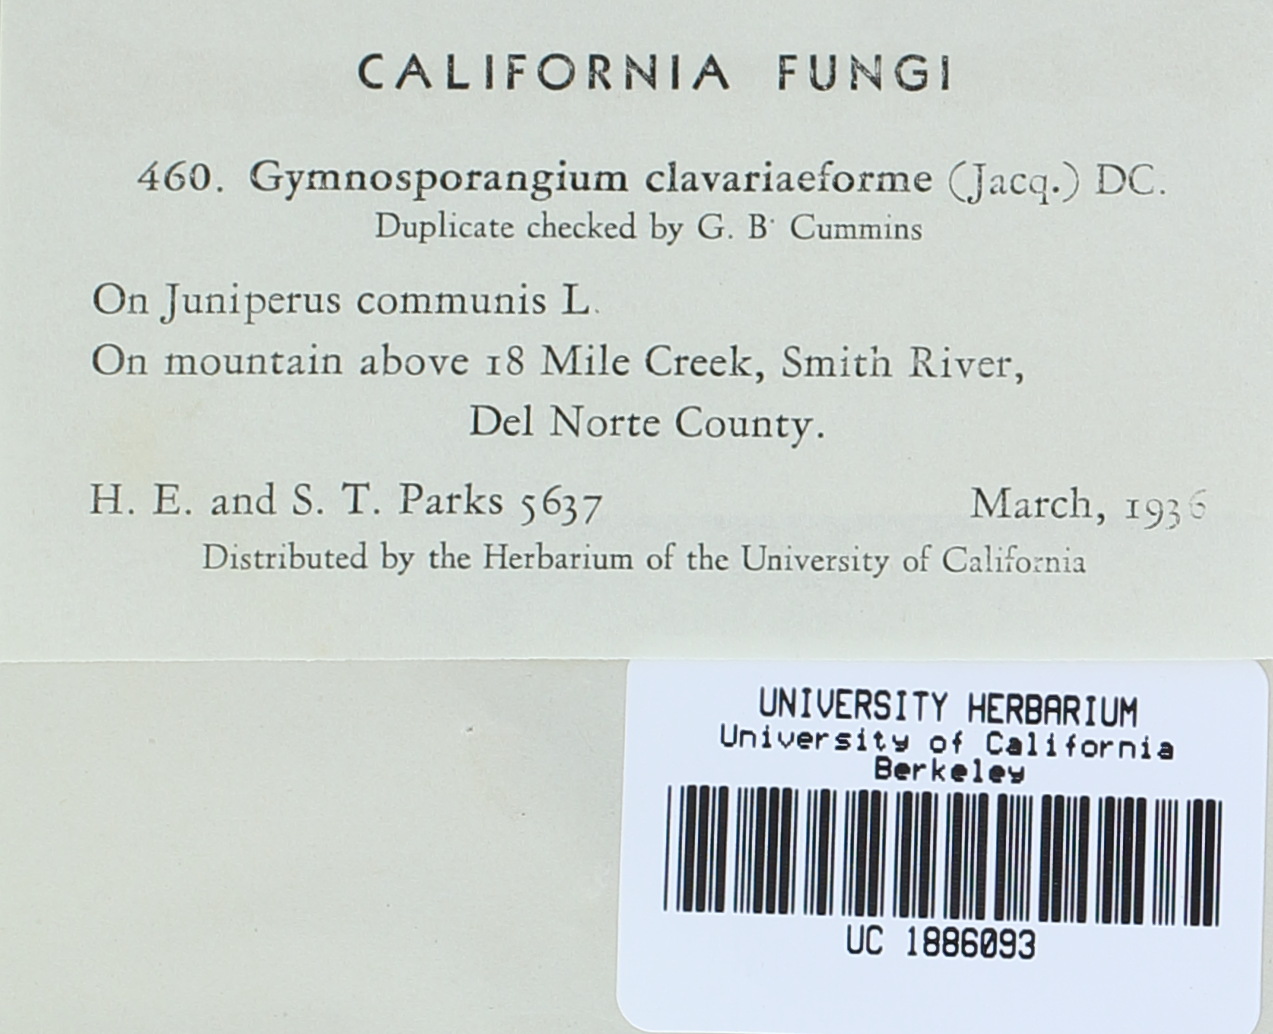 CALIFORNIA FUNGI
460. Gymnosporangium clavariaeforme (Jacq.) DC.
Duplicate checked by G. B. Cummins
On Juniperus communis L.
On mountain above 18 Mile Creek, Smith River,
Del Norte County.
H. E. and S. T. Parks 5637 March, 1936
Distributed by the Herbarium of the University of California
UNIVERSITY HERBARIUM
University of California
Berkeley
UC 1886093